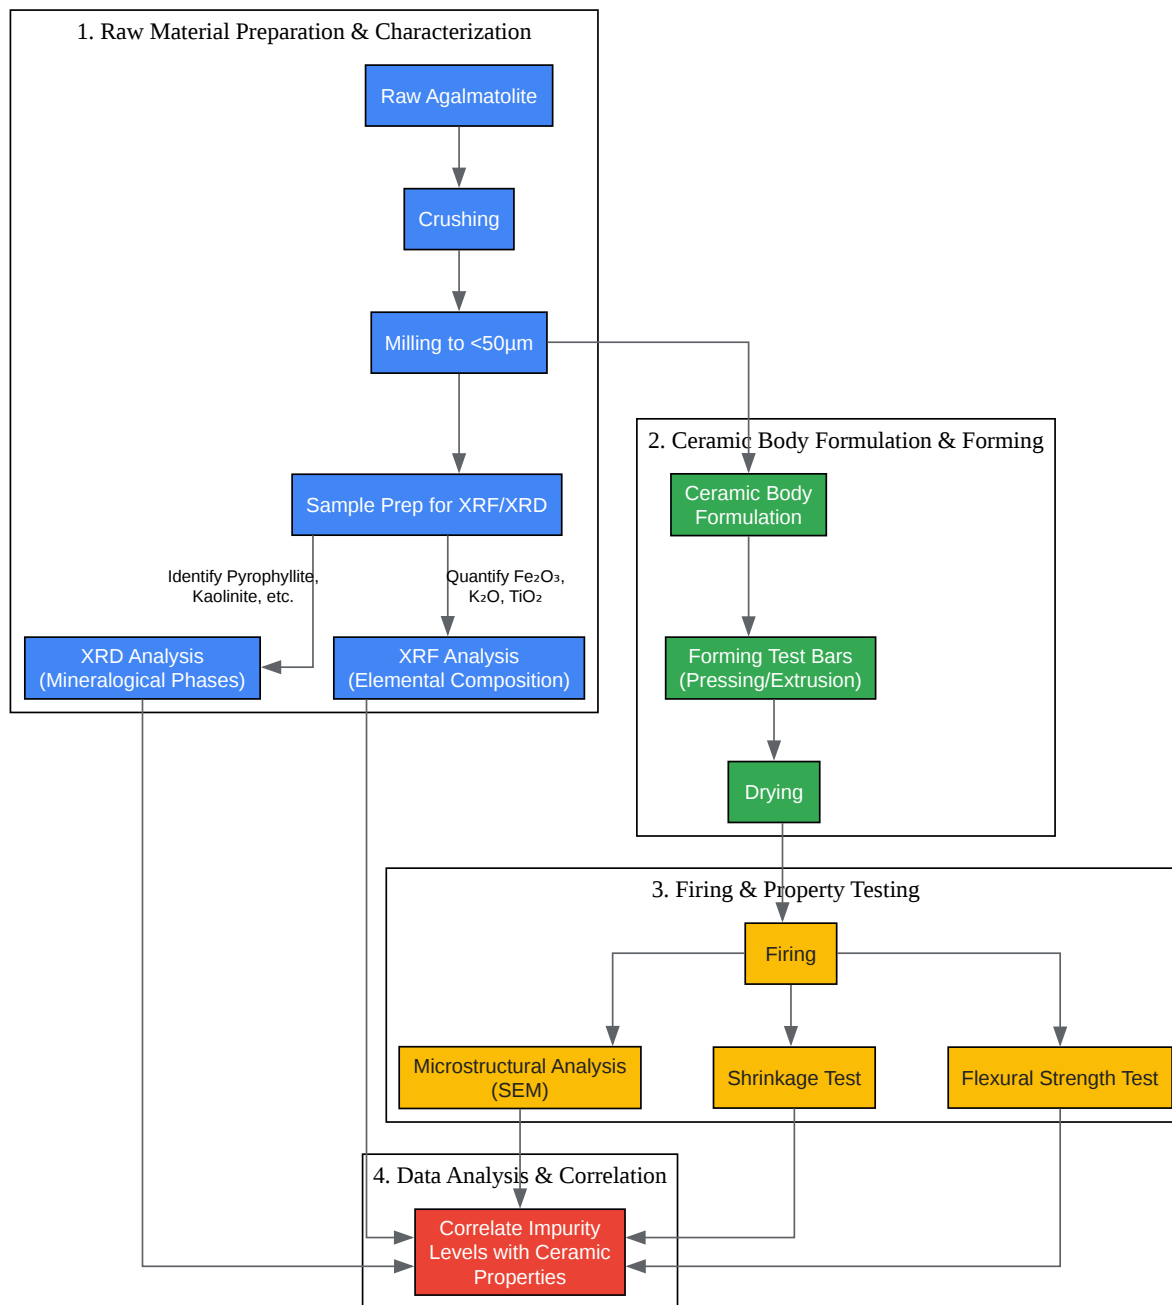 1. Raw Material Preparation & Characterization
Raw Agalmatolite
Crushing
Milling to <50µm
Sample Prep for XRF/XRD
Identify Pyrophyllite,
Kaolinite, etc.
Quantify Fe₂O₃,
K₂O, TiO₂
XRD Analysis
(Mineralogical Phases)
XRF Analysis
(Elemental Composition)
2. Ceramic Body Formulation & Forming
Ceramic Body
Formulation
Forming Test Bars
(Pressing/Extrusion)
Drying
3. Firing & Property Testing
Firing
Microstructural Analysis
(SEM)
Shrinkage Test
Flexural Strength Test
4. Data Analysis & Correlation
Correlate Impurity
Levels with Ceramic
Properties